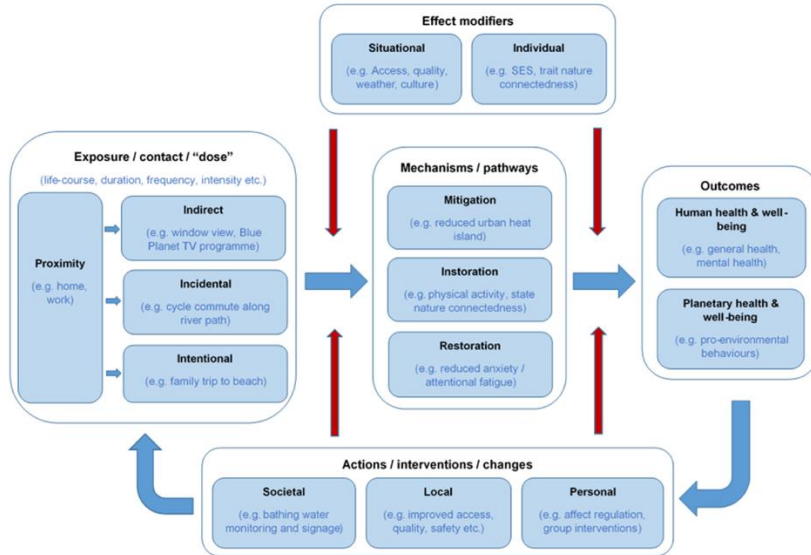 Effect modifiers
Situational
(e.g. Access, quality,
weather, culture)
Individual
(e.g. SES, trait nature
connectedness)
Exposure / contact / “dose”
(life-course, duration, frequency, intensity etc.)
Proximity
(e.g. home,
work)
Indirect
(e.g. window view, Blue
Planet TV programme)
Incidental
(e.g. cycle commute along
river path)
Intentional
(e.g. family trip to beach)
Mechanisms / pathways
Mitigation
(e.g. reduced urban heat
island)
Instoration
(e.g. physical activity, state
nature connectedness)
Restoration
(e.g. reduced anxiety /
attentional fatigue)
Outcomes
Human health & well-
being
(e.g. general health,
mental health)
Planetary health &
well-being
(e.g. pro-environmental
behaviours)
Actions / interventions / changes
Societal
(e.g. bathing water
monitoring and signage)
Local
(e.g. improved access,
quality, safety etc.)
Personal
(e.g. affect regulation,
group interventions)